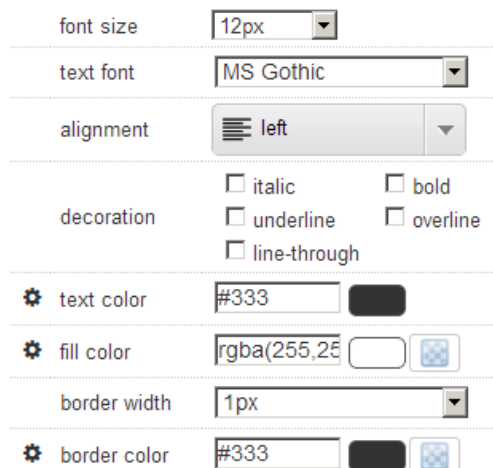 font size 12px
text font MS Gothic
alignment left
italic bold
decoration underline overline
line-through
text color #333
fill color rgba(255,25
border width 1px
border color #333